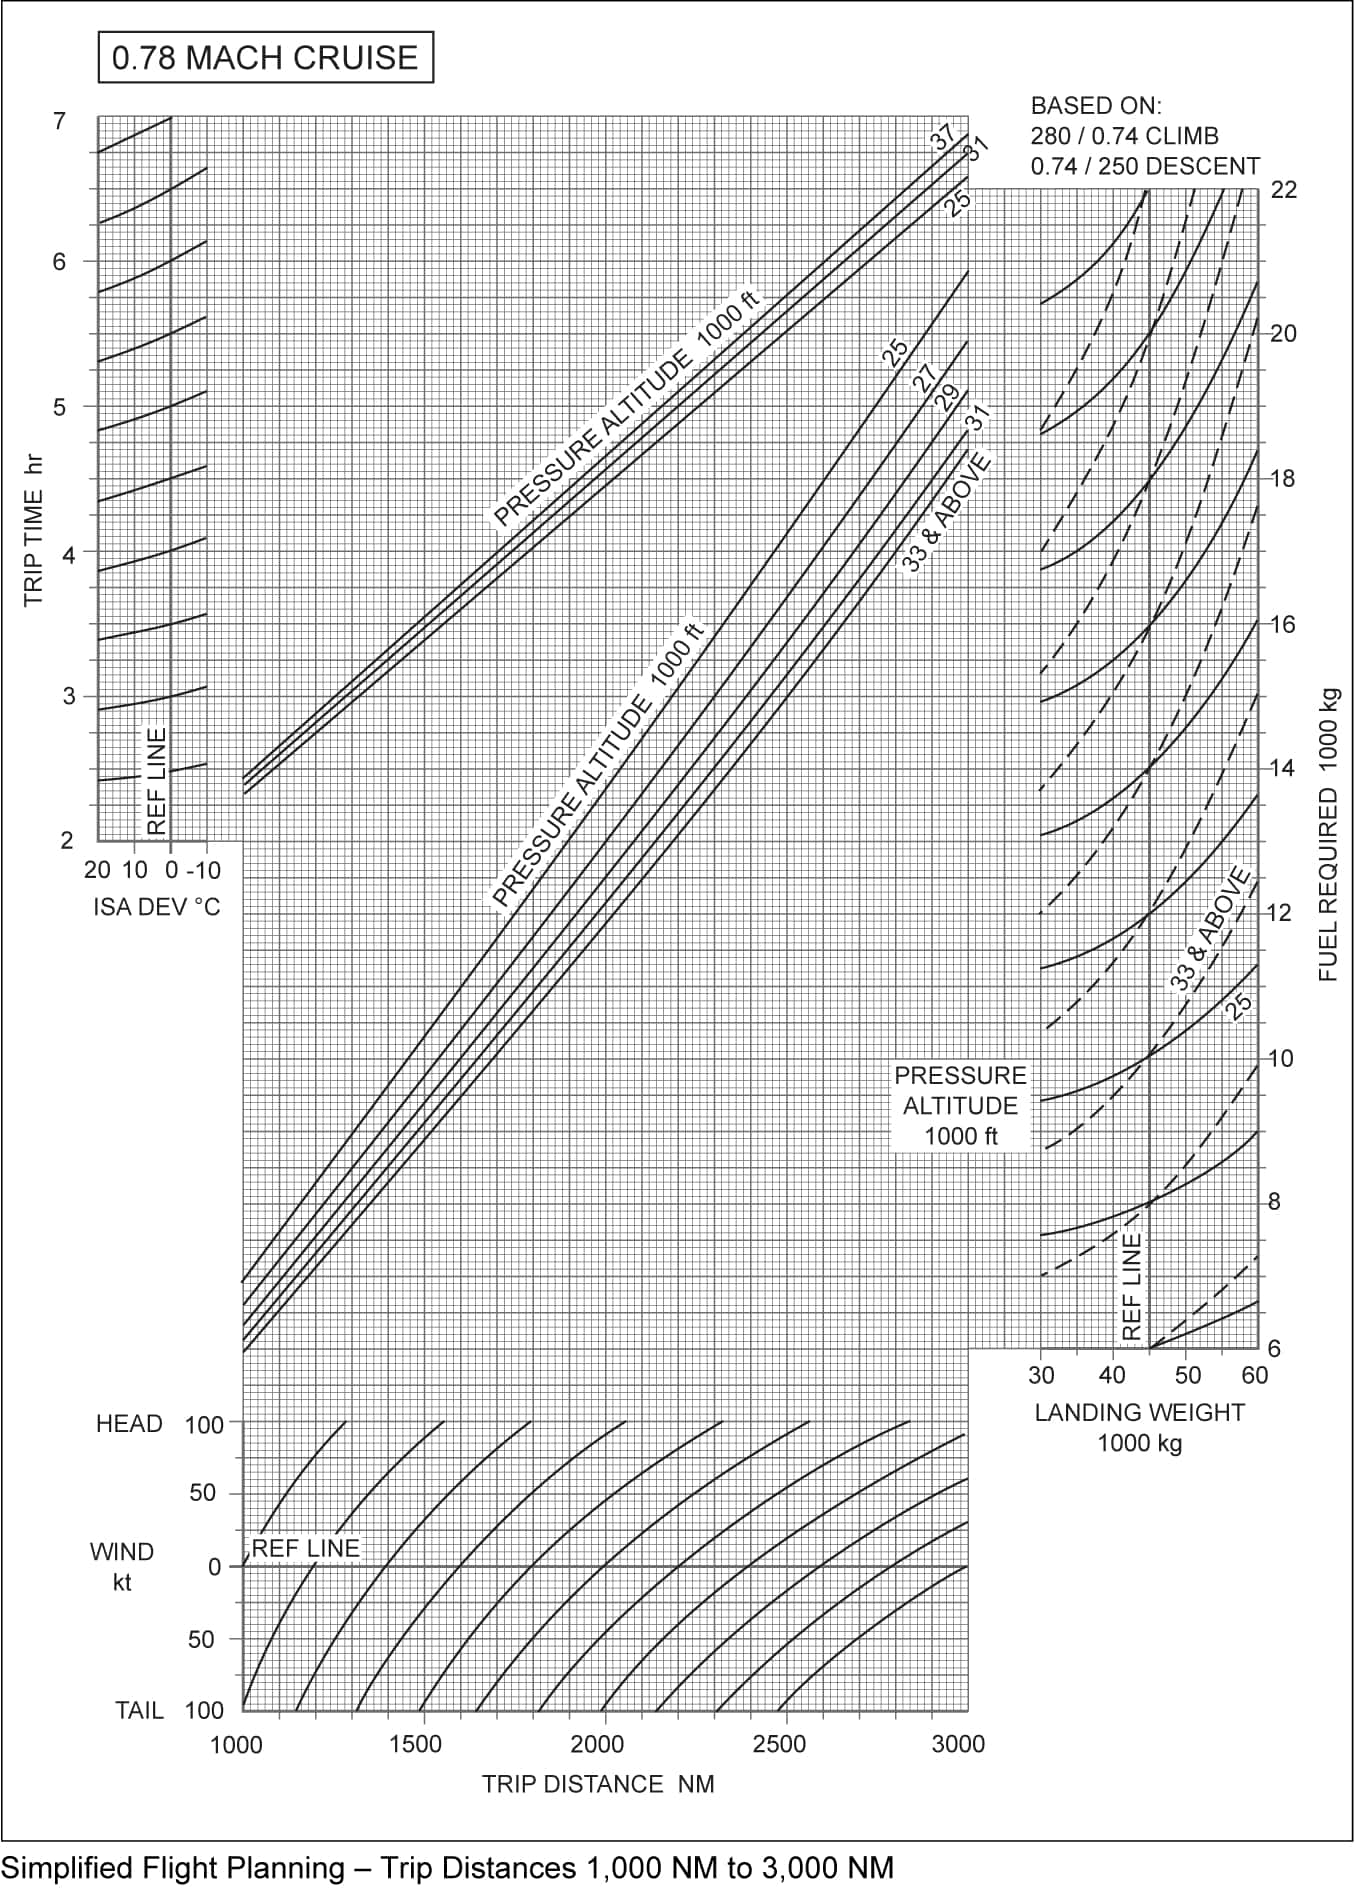 0.78 MACH CRUISE
BASED ON:
280 / 0.74 CLIMB
0.74 / 250 DESCENT
7
6
5
4
3
2
TRIP TIME hr
REF LINE
20 10 0 -10
ISA DEV °C
37
31
25
PRESSURE ALTITUDE 1000 ft
25
27
29
31
33 & ABOVE
PRESSURE ALTITUDE 1000 ft
22
20
18
16
14
12
10
8
6
FUEL REQUIRED 1000 kg
33 & ABOVE
25
PRESSURE
ALTITUDE
1000 ft
REF LINE
30 40 50 60
LANDING WEIGHT
1000 kg
HEAD 100
50
WIND
kt
0
50
TAIL 100
REF LINE
1000 1500 2000 2500 3000
TRIP DISTANCE NM
Simplified Flight Planning – Trip Distances 1,000 NM to 3,000 NM